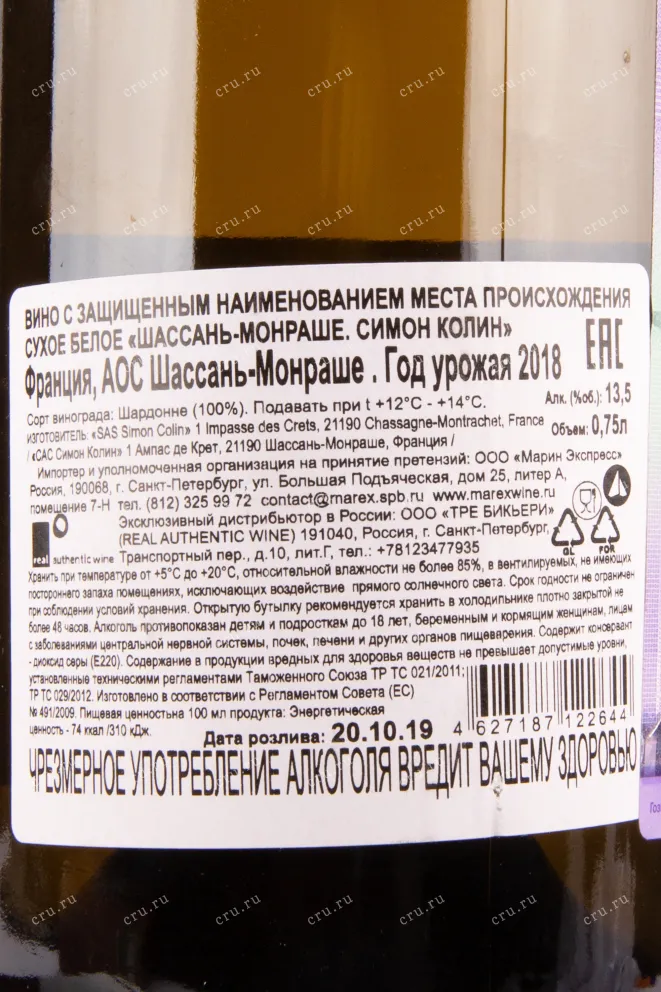 ВИНО С ЗАЩИЩЕННЫМ НАИМЕНОВАНИЕМ МЕСТА ПРОИСХОЖДЕНИЯ
СУХОЕ БЕЛОЕ «ШАССАНЬ-МОНРАШЕ. СИМОН КОЛИН»
EAC
Франция, АОС Шассань-Монраше . Год урожая 2018
Сорт винограда: Шардонне (100%). Подавать при t +12°C - +14°C.
Алк. (%об.): 13,5
ИЗГОТОВИТЕЛЬ: «SAS Simon Colin» 1 Impasse des Crets, 21190 Chassagne-Montrachet, France
Объем: 0,75л
/ «САС Симон Колин» 1 Ампас де Крет, 21190 Шассань-Монраше, Франция /
Импортер и уполномоченная организация на принятие претензий: ООО «Марин Экспресс»
Россия, 190068, г. Санкт-Петербург, ул. Большая Подъяческая, дом 25, литер А,
помещение 7-Н тел. (812) 325 99 72 contact@marex.spb.ru www.marexwine.ru
Эксклюзивный дистрибьютор в России: ООО «ТРЕ БИКЬЕРИ»
(REAL AUTHENTIC WINE) 191040, Россия, г. Санкт-Петербург,
real authentic wine
Транспортный пер., д.10, лит.Г, тел.: +78123477935
GL
FOR
Хранить при температуре от +5°C до +20°C, относительной влажности не более 85%, в вентилируемых, не имеющих
постороннего запаха помещениях, исключающих воздействие прямого солнечного света. Срок годности не ограничен
при соблюдении условий хранения. Открытую бутылку рекомендуется хранить в холодильнике плотно закрытой не
более 48 часов. Алкоголь противопоказан детям и подросткам до 18 лет, беременным и кормящим женщинам, лицам
с заболеваниями центральной нервной системы, почек, печени и других органов пищеварения. Содержит консервант
- диоксид серы (Е220). Содержание в продукции вредных для здоровья веществ не превышает допустимые уровни,
установленные техническими регламентами Таможенного Союза ТР ТС 021/2011;
ТР ТС 029/2012. Изготовлено в соответствии с Регламентом Совета (ЕС)
№ 491/2009. Пищевая ценностьна 100 мл продукта: Энергетическая
ценность - 74 ккал /310 кДж.
Дата розлива: 20.10.19
4 627187 122644
ЧРЕЗМЕРНОЕ УПОТРЕБЛЕНИЕ АЛКОГОЛЯ ВРЕДИТ ВАШЕМУ ЗДОРОВЬЮ